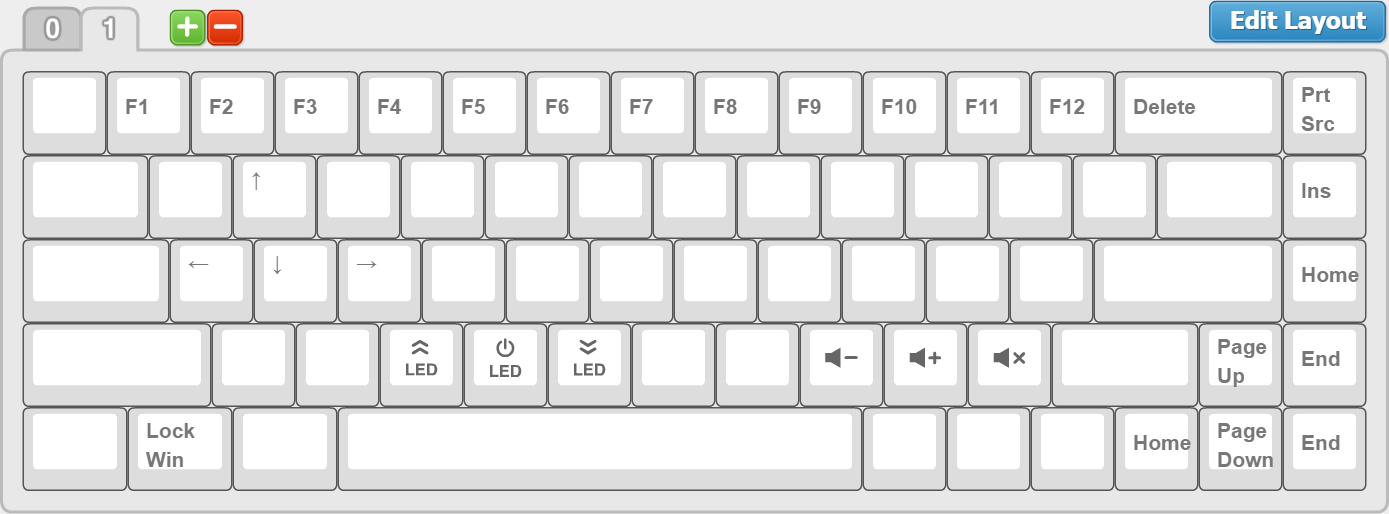 0 1 + − Edit Layout
F1 F2 F3 F4 F5 F6 F7 F8 F9 F10 F11 F12 Delete Prt
Src
↑ Ins
← ↓ → Home
LED LED LED − + × Page
Up End
Lock
Win Home Page
Down End